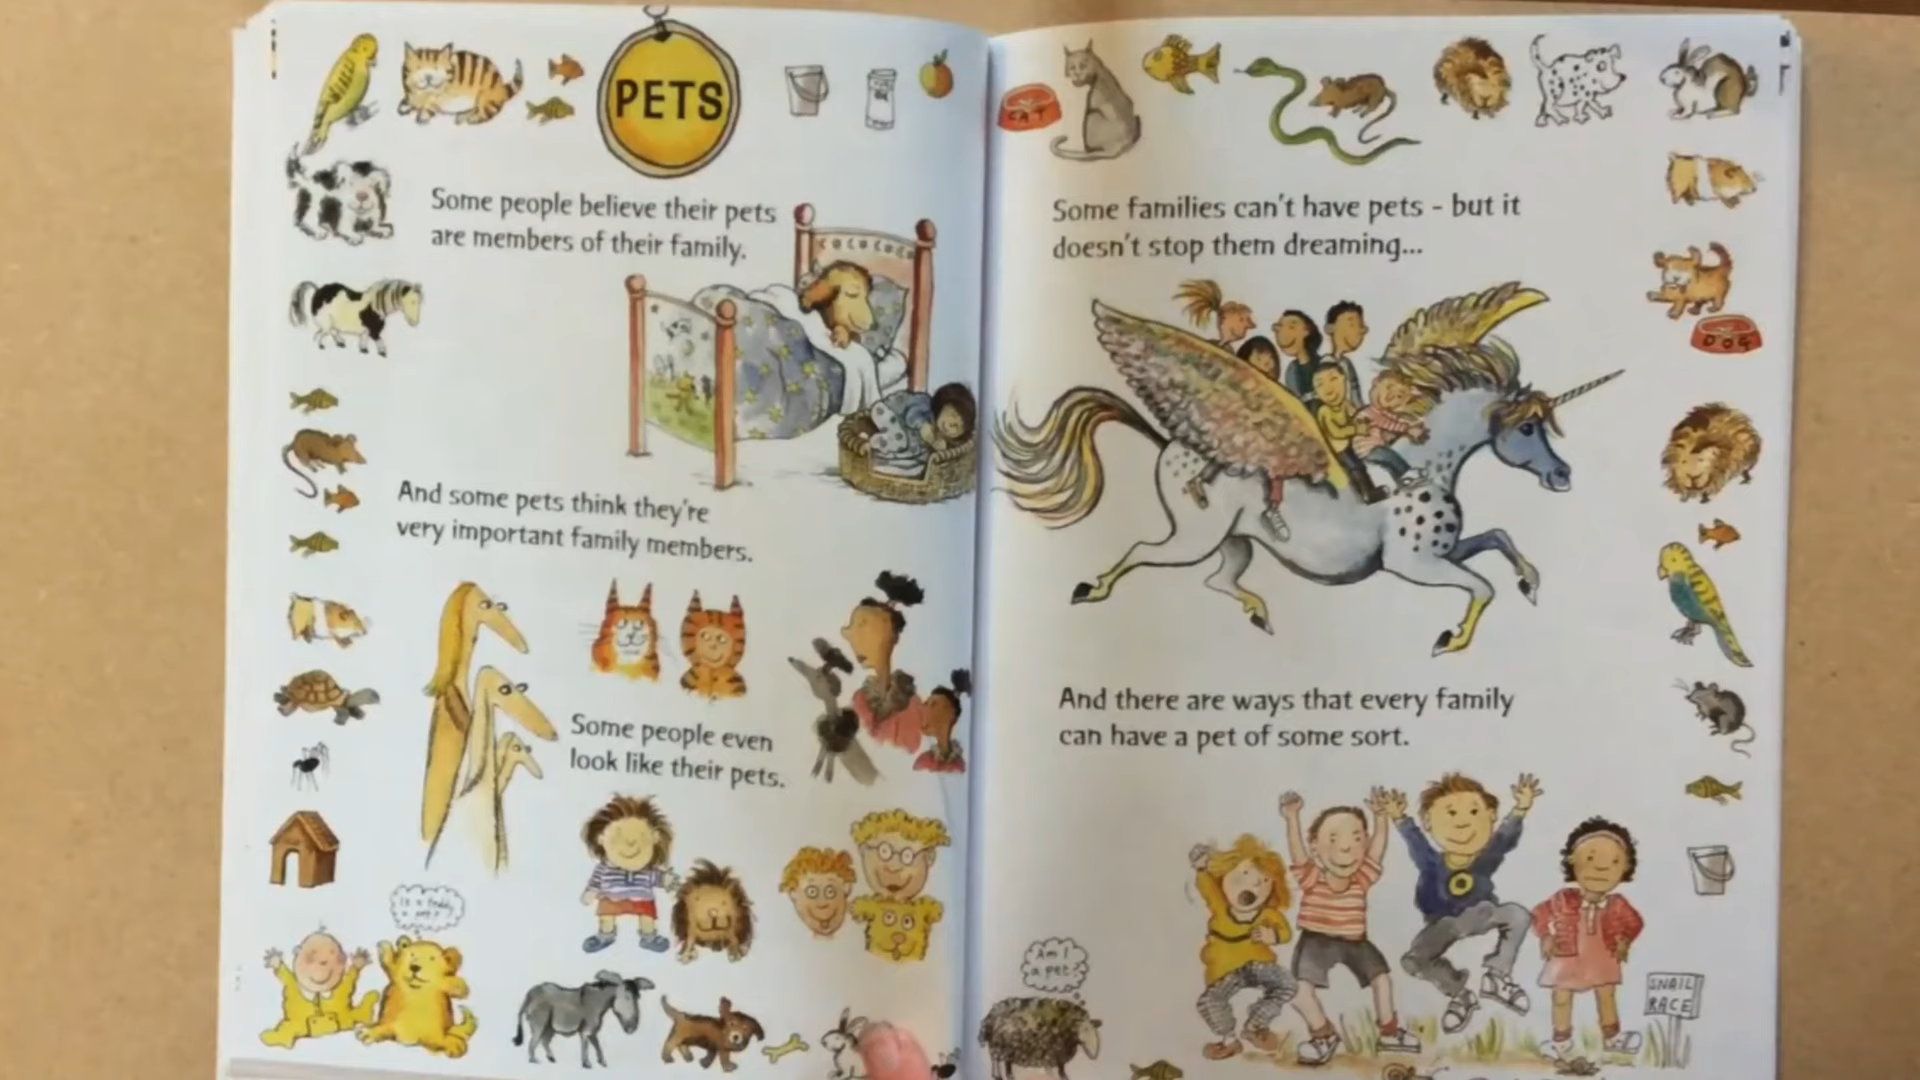 PETS
Some people believe their pets
are members of their family.
And some pets think they're
very important family members.
Some people even
look like their pets.
Is a teddy
a pet?
CAT
Some families can't have pets - but it
doesn't stop them dreaming...
DOG
And there are ways that every family
can have a pet of some sort.
Am I
a pet?
SNAIL
RACE